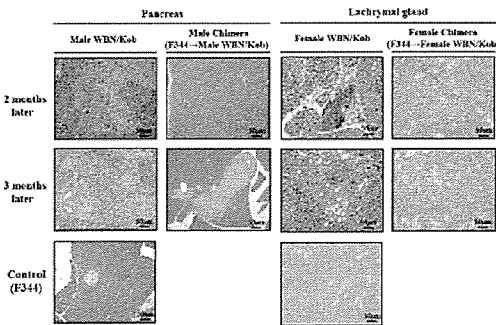 Pancreas
Lachrymal gland
Male WBN/Kob
Male Chimera
(F344→Male WBN/Kob)
Female WBN/Kob
Female Chimera
(F344→Female WBN/Kob)
2 months
later
3 months
later
Control
(F344)